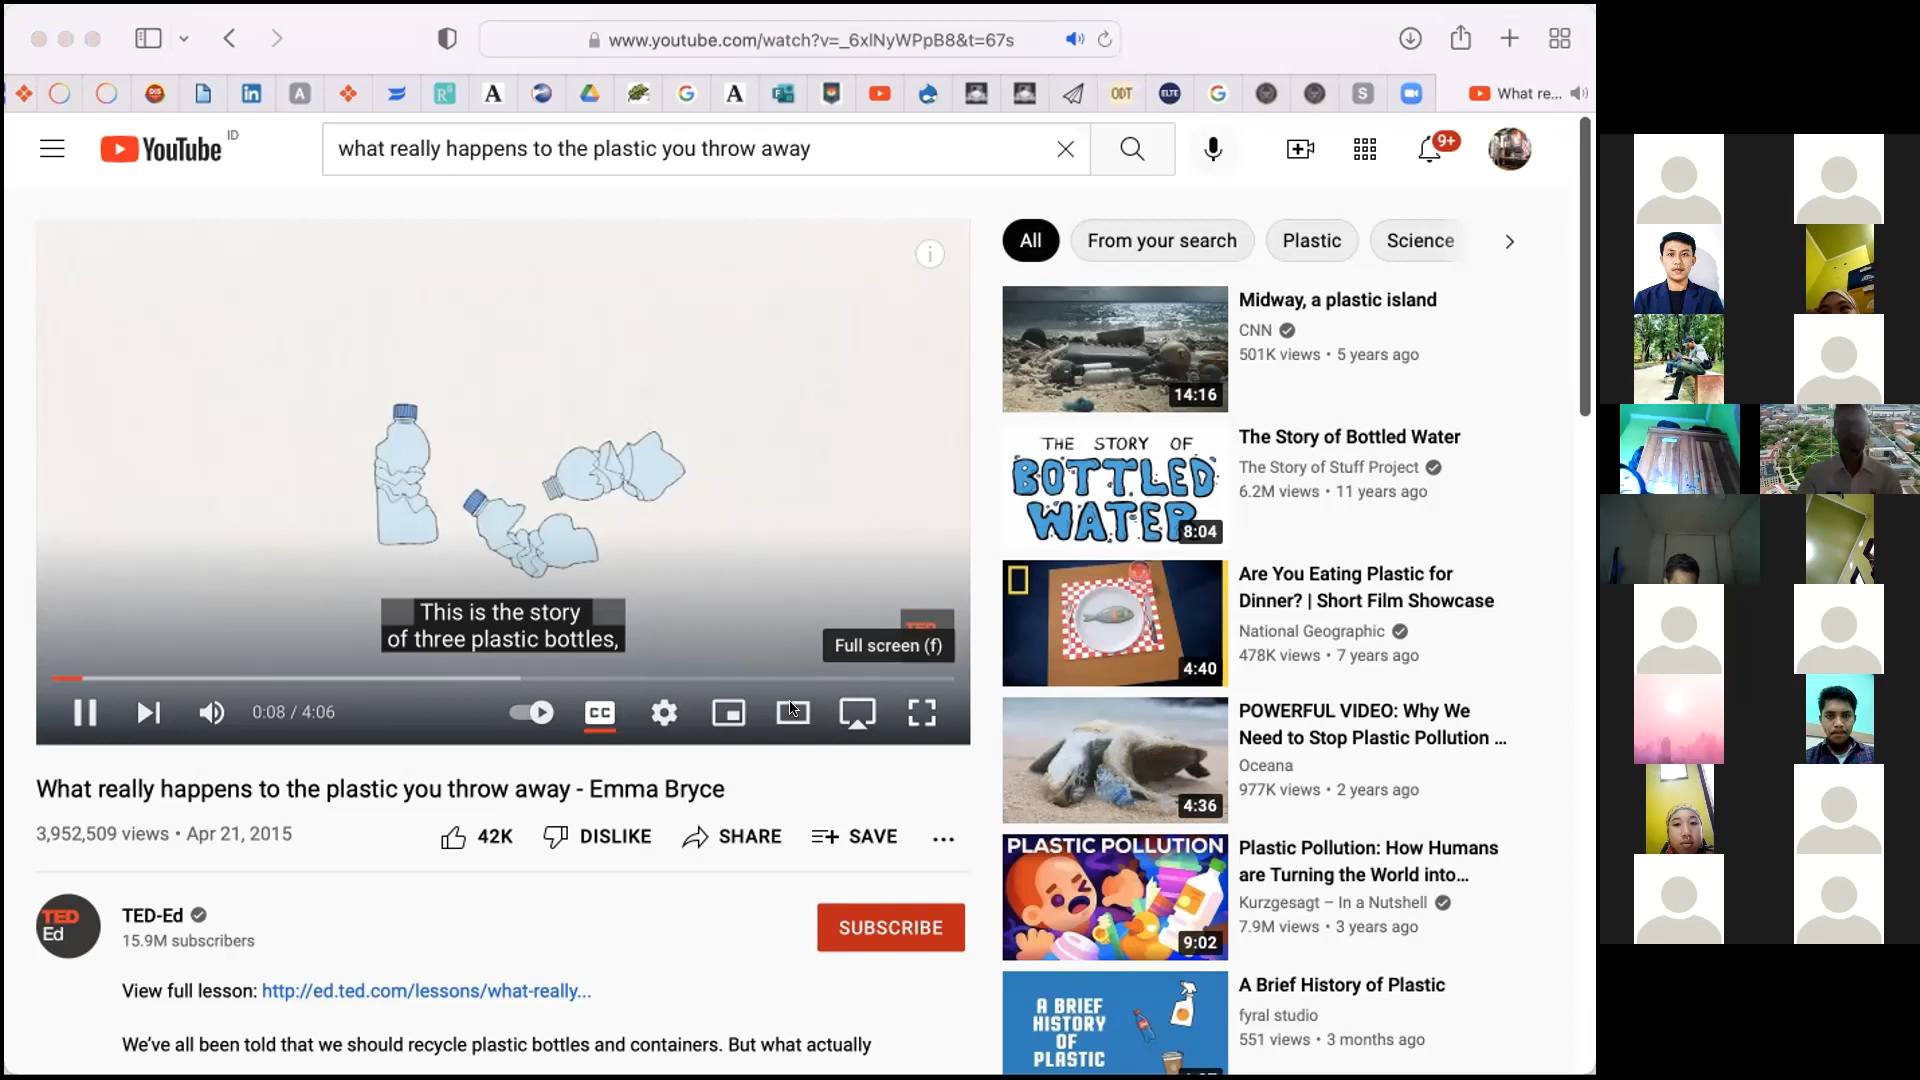 www.youtube.com/watch?v=_6xlNyWPpB8&t=67s
DIS
in
A
R
A
G
A
ODT
ELTE
G
S
What re...
YouTube
ID
what really happens to the plastic you throw away
9+
This is the story
of three plastic bottles,
TED
Full screen (f)
0:08 / 4:06
CC
What really happens to the plastic you throw away - Emma Bryce
3,952,509 views • Apr 21, 2015
42K
DISLIKE
SHARE
SAVE
TED
Ed
TED-Ed
15.9M subscribers
SUBSCRIBE
View full lesson: http://ed.ted.com/lessons/what-really...
We've all been told that we should recycle plastic bottles and containers. But what actually
All
From your search
Plastic
Science
14:16
Midway, a plastic island
CNN
501K views • 5 years ago
THE STORY OF
BOTTLED
WATER
8:04
The Story of Bottled Water
The Story of Stuff Project
6.2M views • 11 years ago
4:40
Are You Eating Plastic for
Dinner? | Short Film Showcase
National Geographic
478K views • 7 years ago
4:36
POWERFUL VIDEO: Why We
Need to Stop Plastic Pollution ...
Oceana
977K views • 2 years ago
PLASTIC POLLUTION
9:02
Plastic Pollution: How Humans
are Turning the World into...
Kurzgesagt – In a Nutshell
7.9M views • 3 years ago
A BRIEF
HISTORY
OF
PLASTIC
A Brief History of Plastic
fyral studio
551 views • 3 months ago